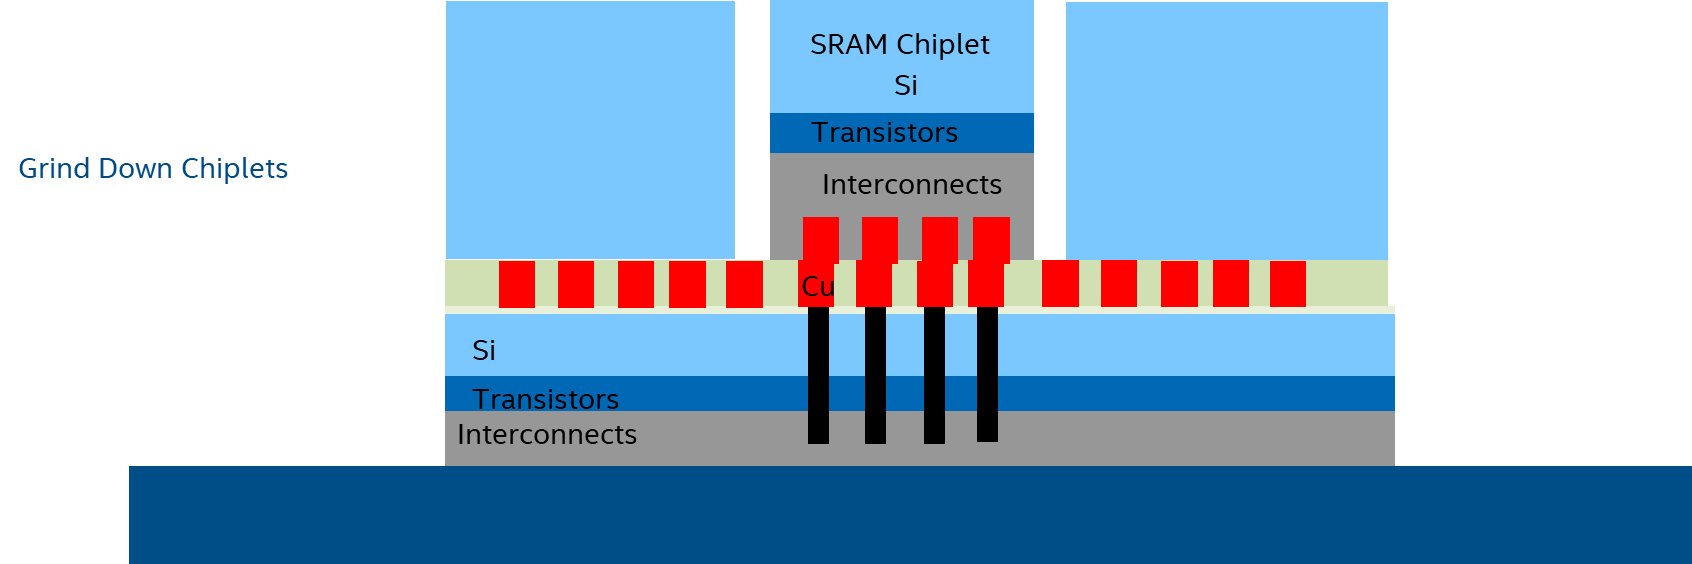 SRAM Chiplet
Si
Transistors
Grind Down Chiplets
Interconnects
Cu
Si
Transistors
Interconnects